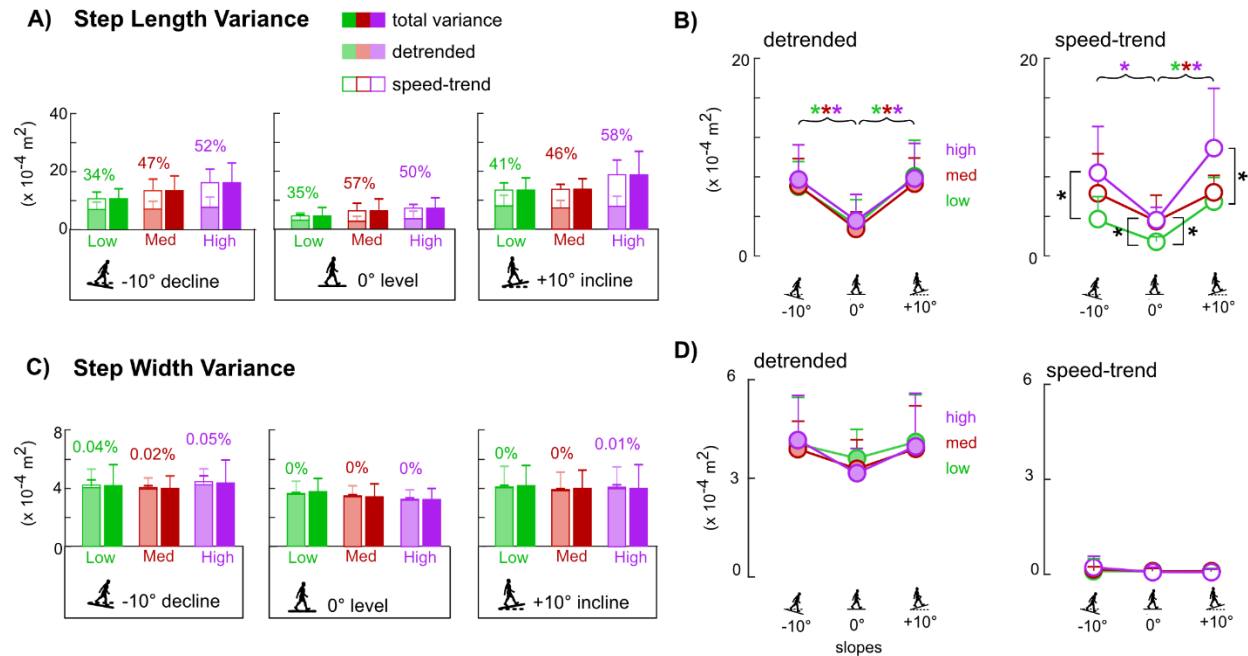 A) Step Length Variance
total variance
detrended
speed-trend
(x 10⁻⁴ m²)
40
20
0
34%
47%
52%
Low
Med
High
-10° decline
35%
57%
50%
Low
Med
High
0° level
41%
46%
58%
Low
Med
High
+10° incline
B)
detrended
20
(x 10⁻⁴ m²)
0
***
***
high
med
low
-10°
0°
+10°
speed-trend
20
0
*
***
*
*
*
*
-10°
0°
+10°
C) Step Width Variance
(x 10⁻⁴ m²)
8
4
0
0.04%
0.02%
0.05%
Low
Med
High
-10° decline
0%
0%
0%
Low
Med
High
0° level
0%
0%
0.01%
Low
Med
High
+10° incline
D)
detrended
6
3
0
(x 10⁻⁴ m²)
high
med
low
-10°
0°
+10°
slopes
speed-trend
6
3
0
-10°
0°
+10°